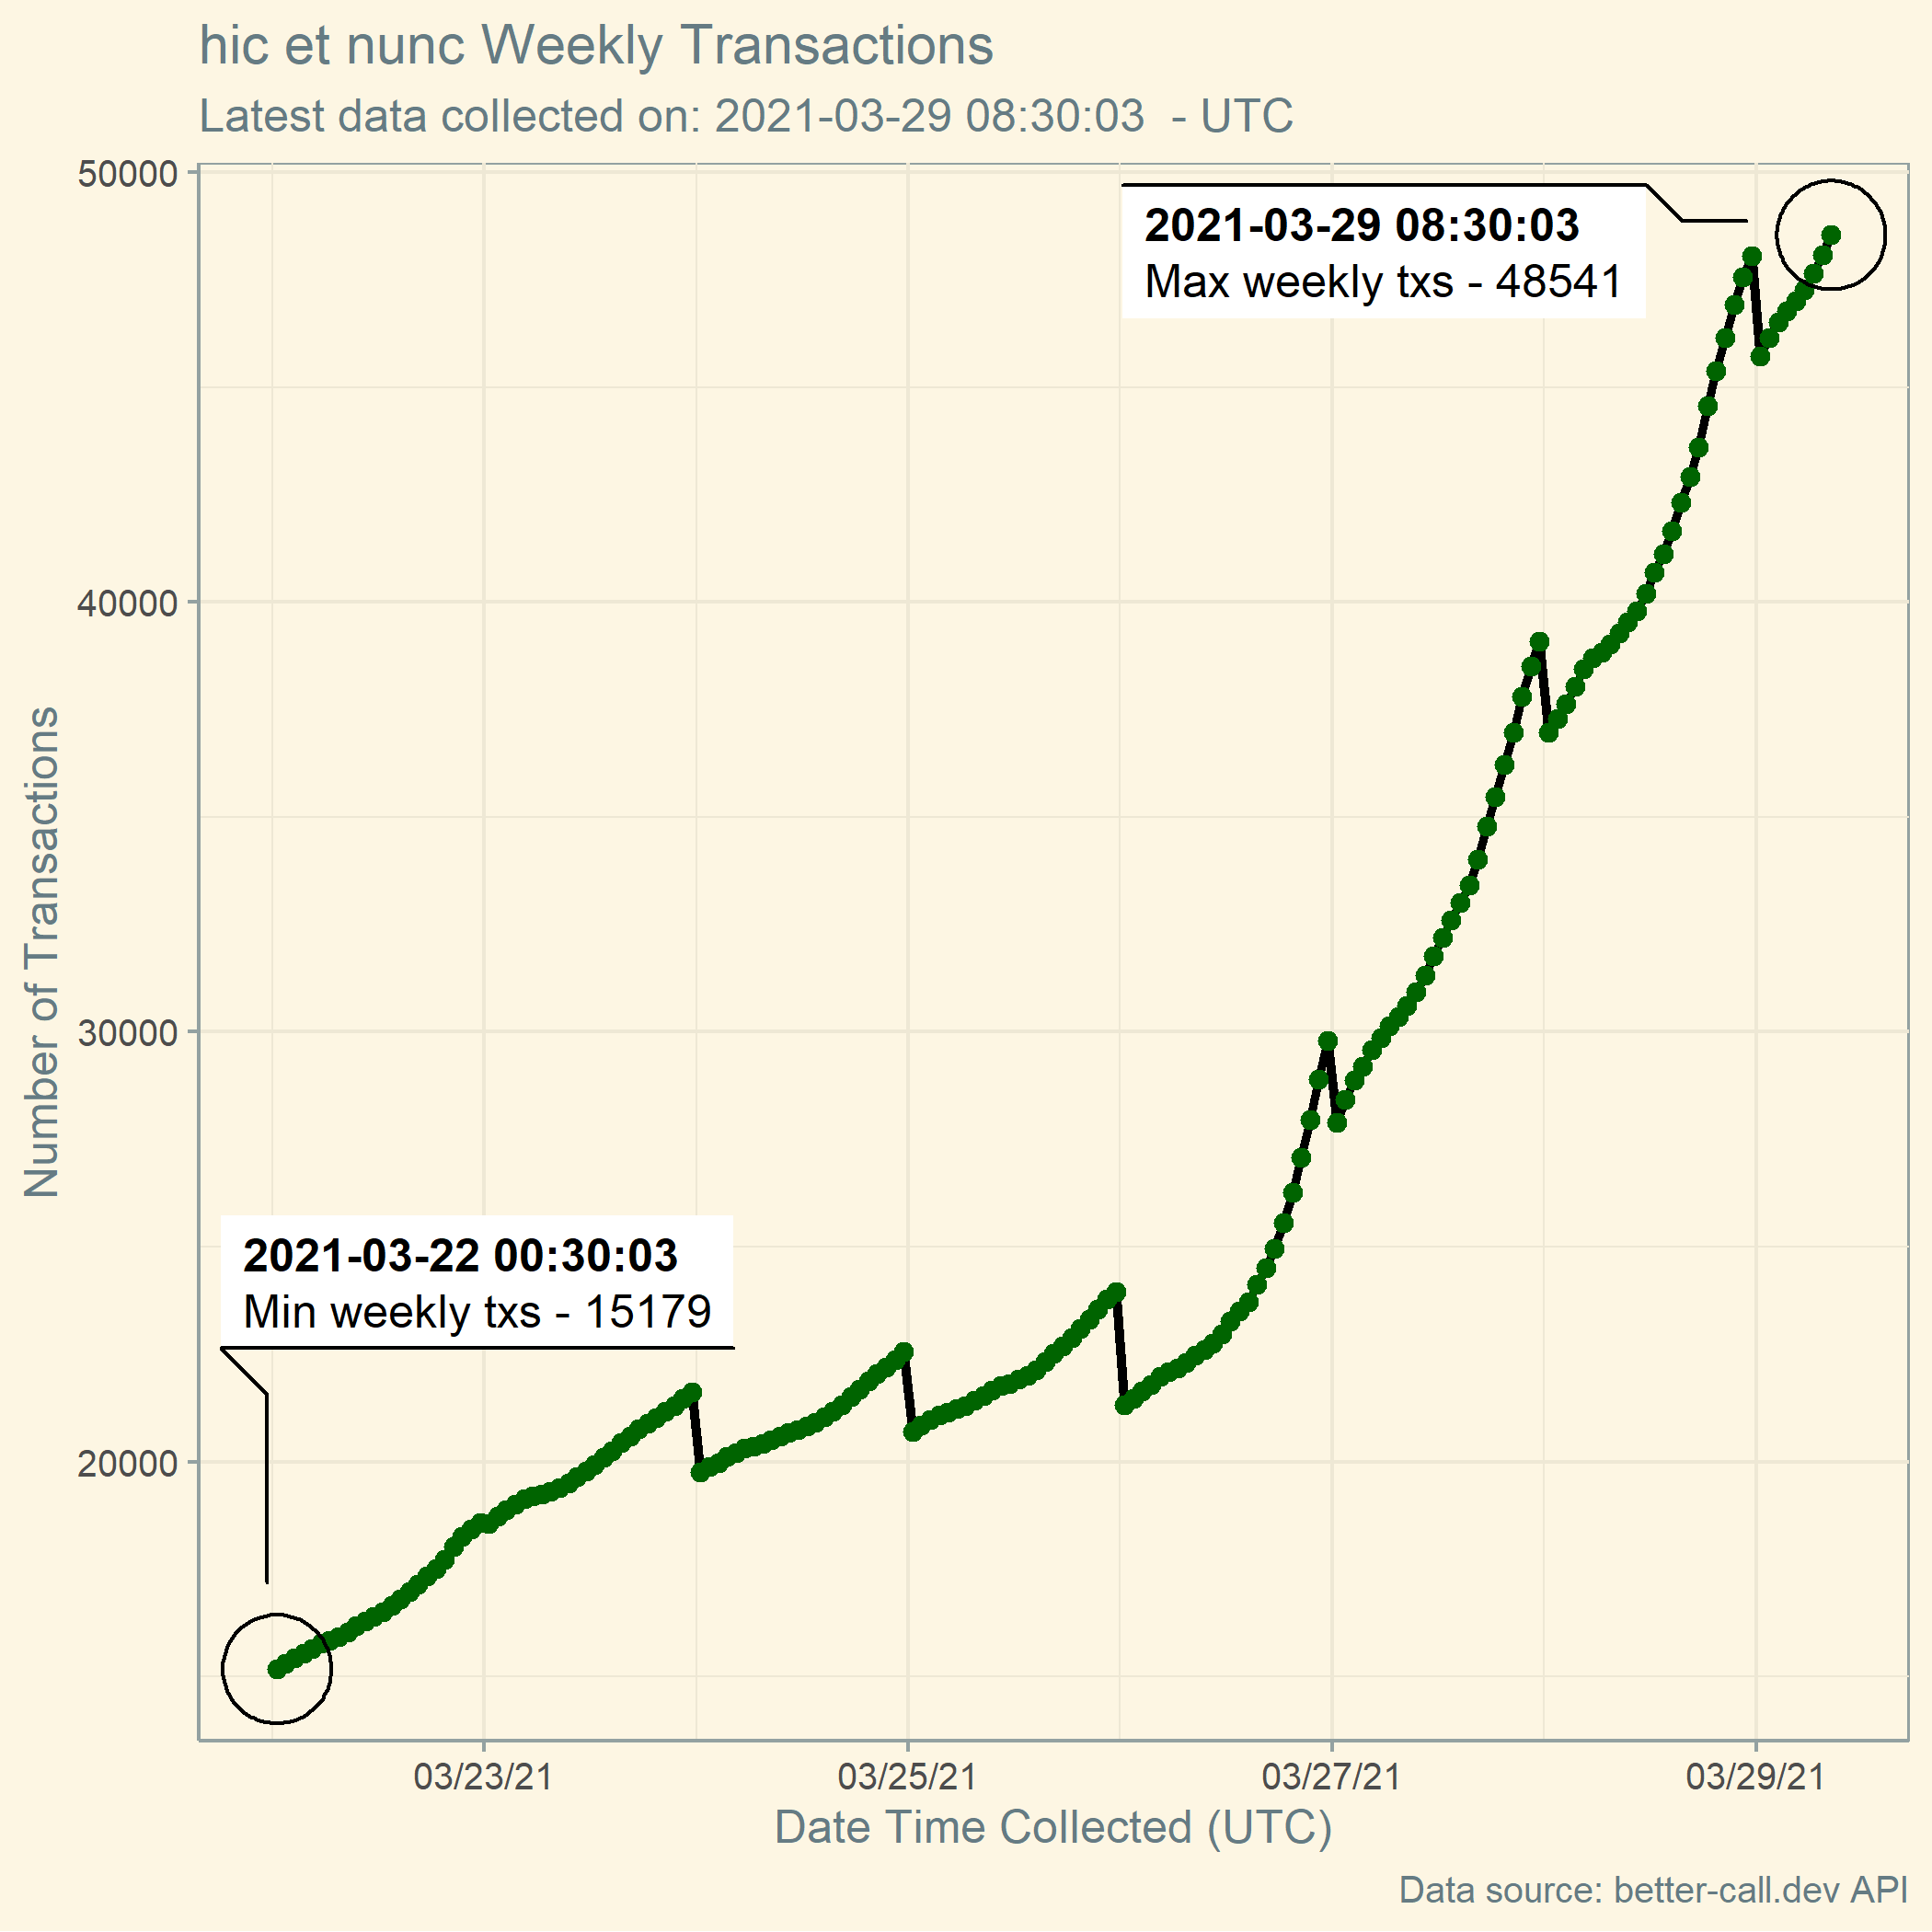 hic et nunc Weekly Transactions
Latest data collected on: 2021-03-29 08:30:03  - UTC
50000
2021-03-29 08:30:03
Max weekly txs - 48541
40000
Number of Transactions
30000
2021-03-22 00:30:03
Min weekly txs - 15179
20000
03/23/21 03/25/21 03/27/21 03/29/21
Date Time Collected (UTC)
Data source: better-call.dev API